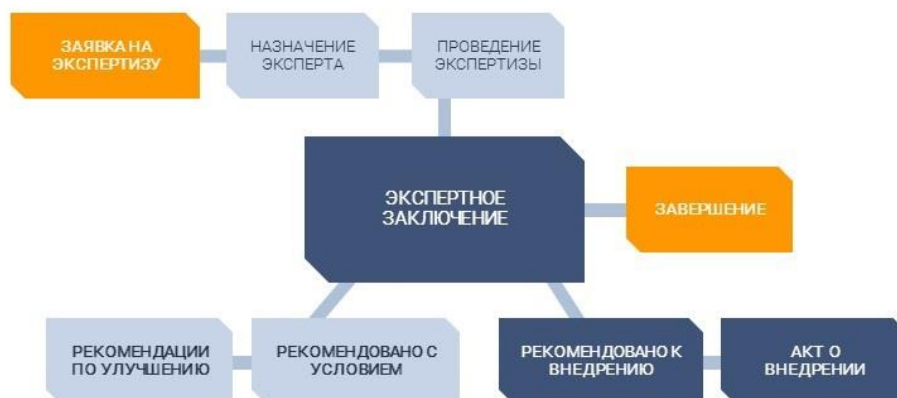 ЗАЯВКА НА
ЭКСПЕРТИЗУ
НАЗНАЧЕНИЕ
ЭКСПЕРТА
ПРОВЕДЕНИЕ
ЭКСПЕРТИЗЫ
ЭКСПЕРТНОЕ
ЗАКЛЮЧЕНИЕ
ЗАВЕРШЕНИЕ
РЕКОМЕНДАЦИИ
ПО УЛУЧШЕНИЮ
РЕКОМЕНДОВАНО С
УСЛОВИЕМ
РЕКОМЕНДОВАНО К
ВНЕДРЕНИЮ
АКТ О
ВНЕДРЕНИИ